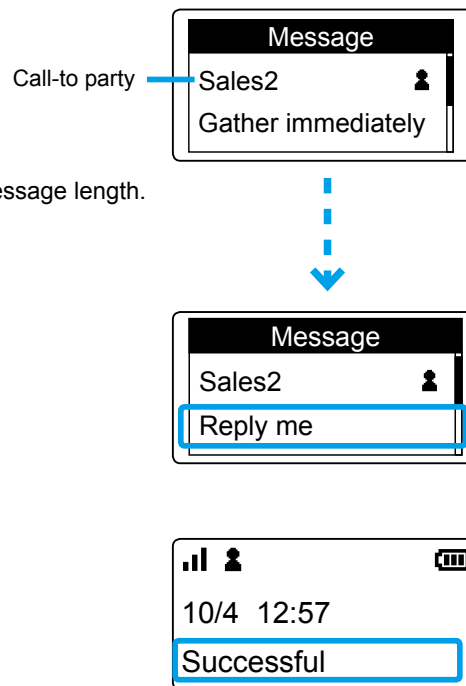 Message
Call-to party
Sales2
Gather immediately
essage length.
Message
Sales2
Reply me
10/4 12:57
Successful